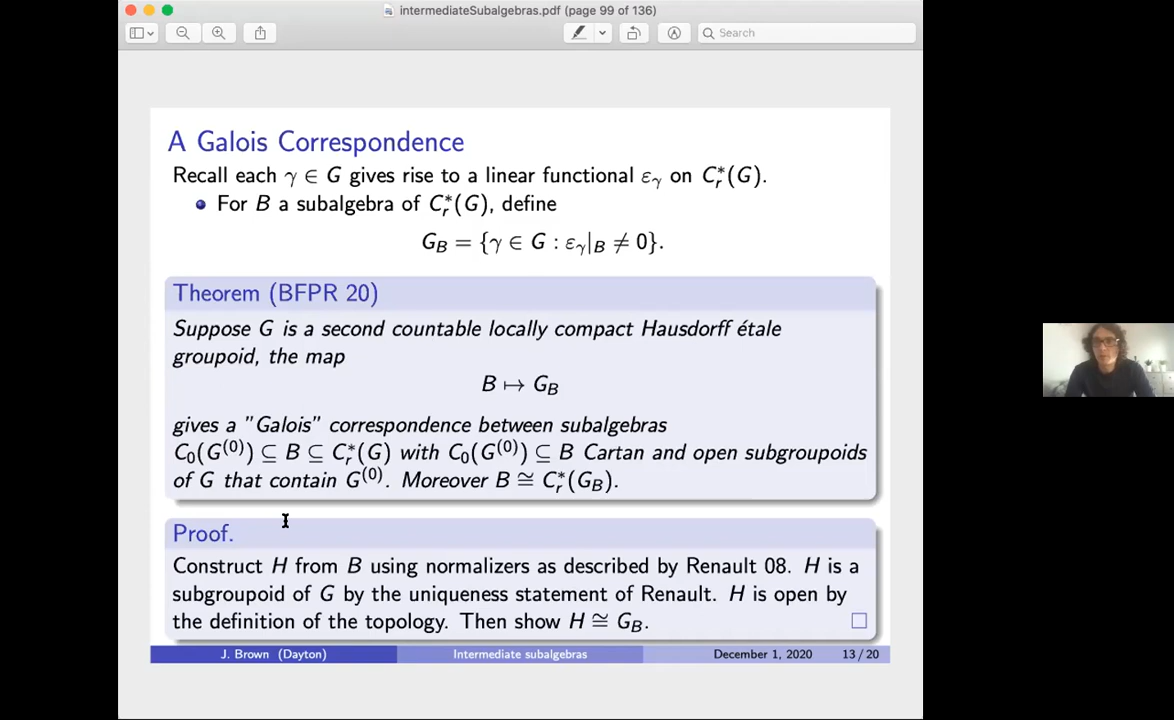 intermediateSubalgebras.pdf (page 99 of 136)
Search
A Galois Correspondence
Recall each γ ∈ G gives rise to a linear functional ε_γ on C_r^*(G).
• For B a subalgebra of C_r^*(G), define
G_B = {γ ∈ G : ε_γ|_B ≠ 0}.
Theorem (BFPR 20)
Suppose G is a second countable locally compact Hausdorff étale
groupoid, the map
B ↦ G_B
gives a "Galois" correspondence between subalgebras
C_0(G^(0)) ⊆ B ⊆ C_r^*(G) with C_0(G^(0)) ⊆ B Cartan and open subgroupoids
of G that contain G^(0). Moreover B ≅ C_r^*(G_B).
Proof.
Construct H from B using normalizers as described by Renault 08. H is a
subgroupoid of G by the uniqueness statement of Renault. H is open by
the definition of the topology. Then show H ≅ G_B. □
J. Brown (Dayton) Intermediate subalgebras December 1, 2020 13 / 20